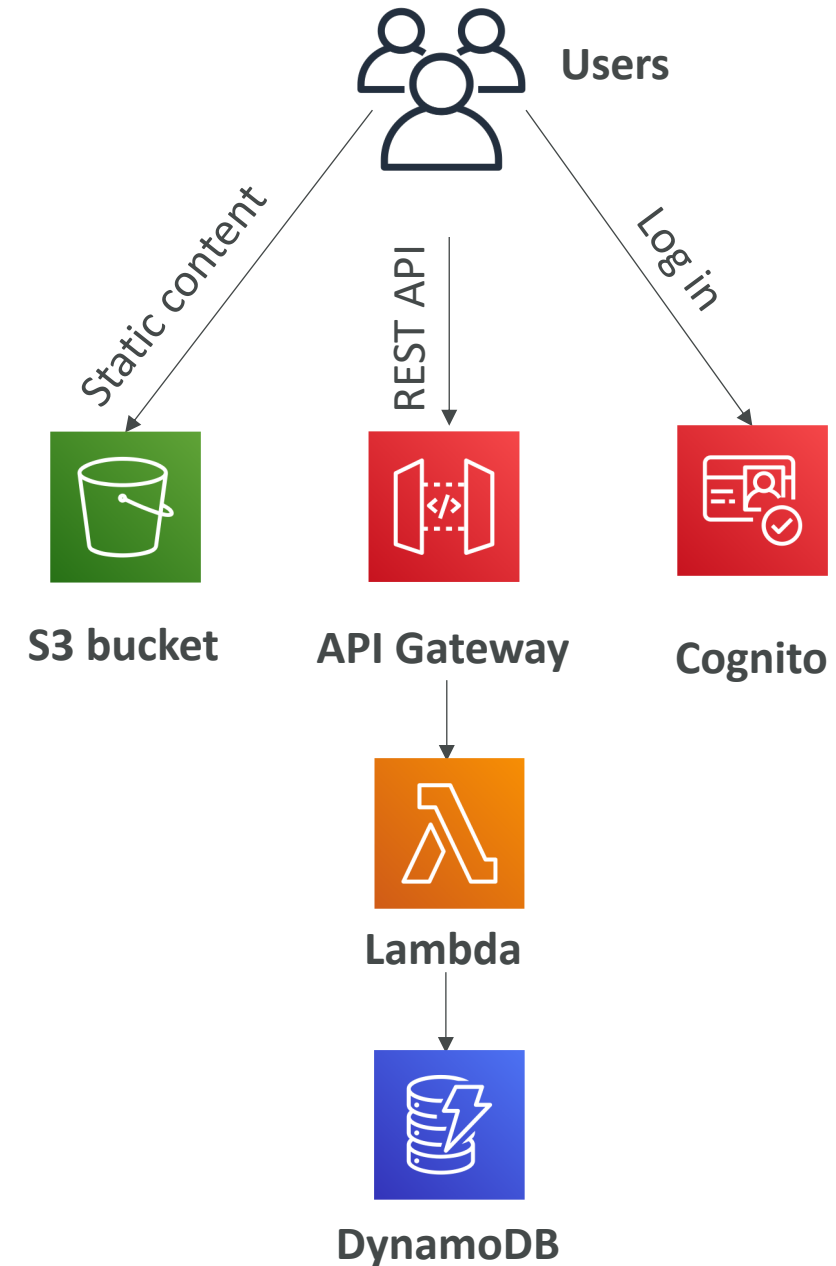 Users
Static content
REST API
Log in
S3 bucket
API Gateway
Cognito
Lambda
DynamoDB